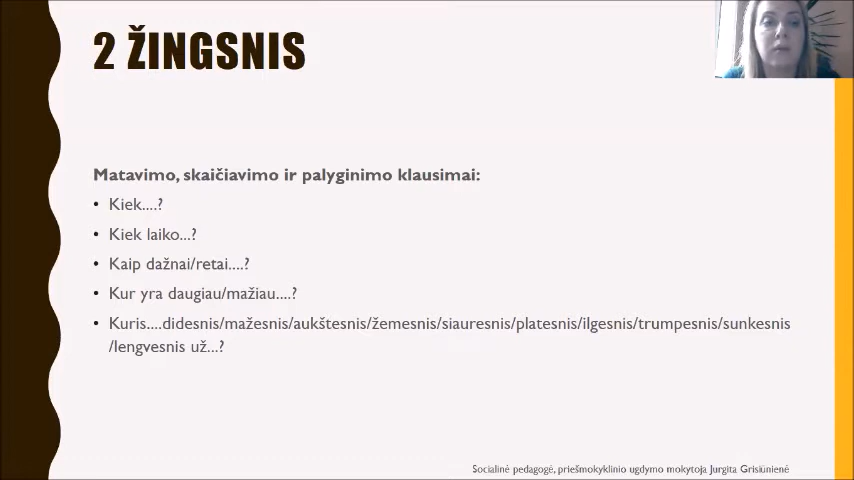 2 ŽINGSNIS
Matavimo, skaičiavimo ir palyginimo klausimai:
• Kiek....?
• Kiek laiko...?
• Kaip dažnai/retai....?
• Kur yra daugiau/mažiau....?
• Kuris....didesnis/mažesnis/aukštesnis/žemesnis/siauresnis/platesnis/ilgesnis/trumpesnis/sunkesnis
/lengvesnis už...?
Socialinė pedagogė, priešmokyklinio ugdymo mokytoja Jurgita Grisiūnienė